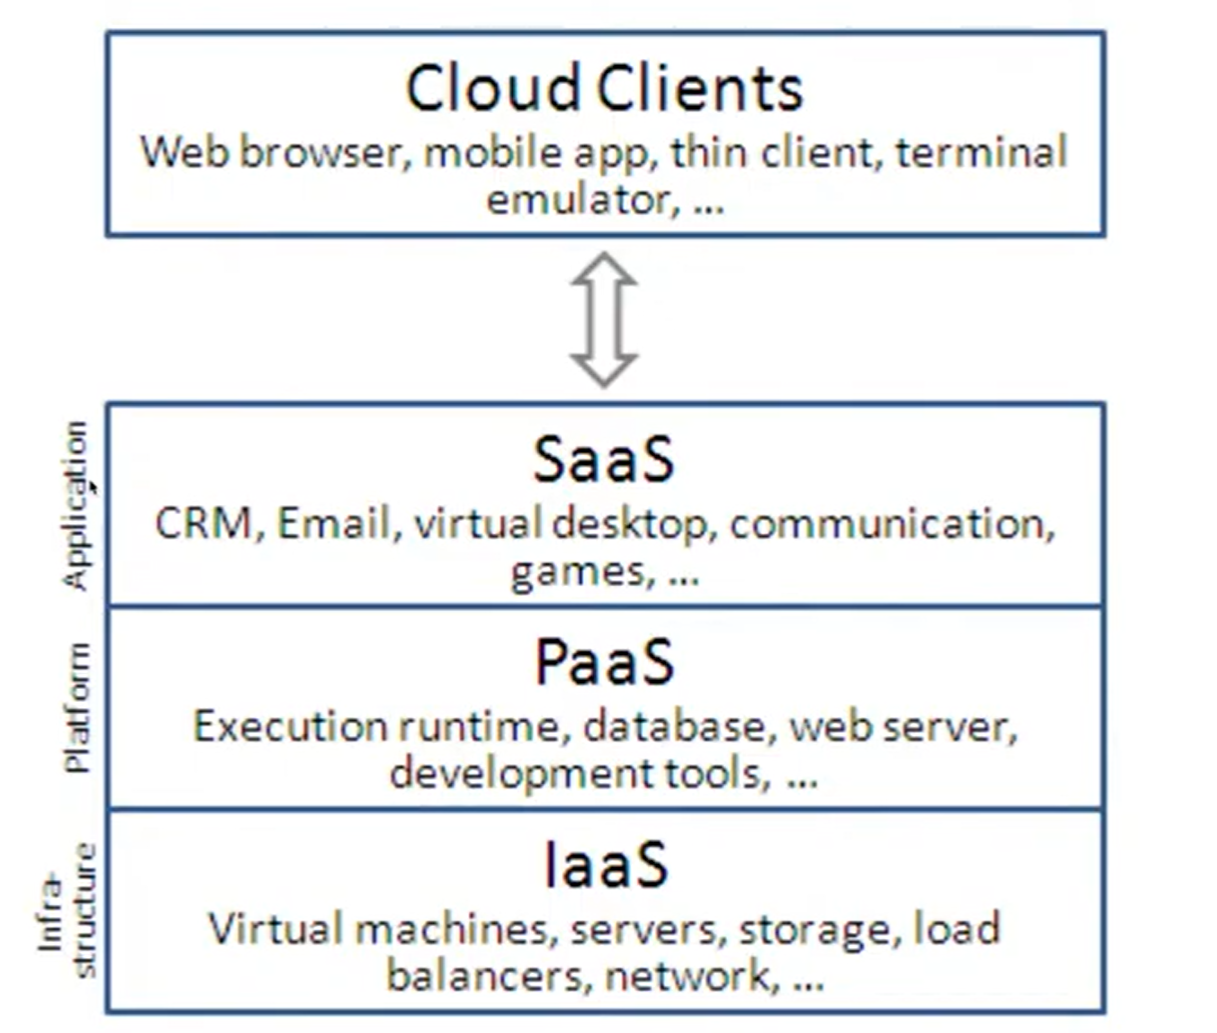 Cloud Clients
Web browser, mobile app, thin client, terminal
emulator, ...
Application
SaaS
CRM, Email, virtual desktop, communication,
games, ...
Platform
PaaS
Execution runtime, database, web server,
development tools, ...
Infra-
structure
IaaS
Virtual machines, servers, storage, load
balancers, network, ...